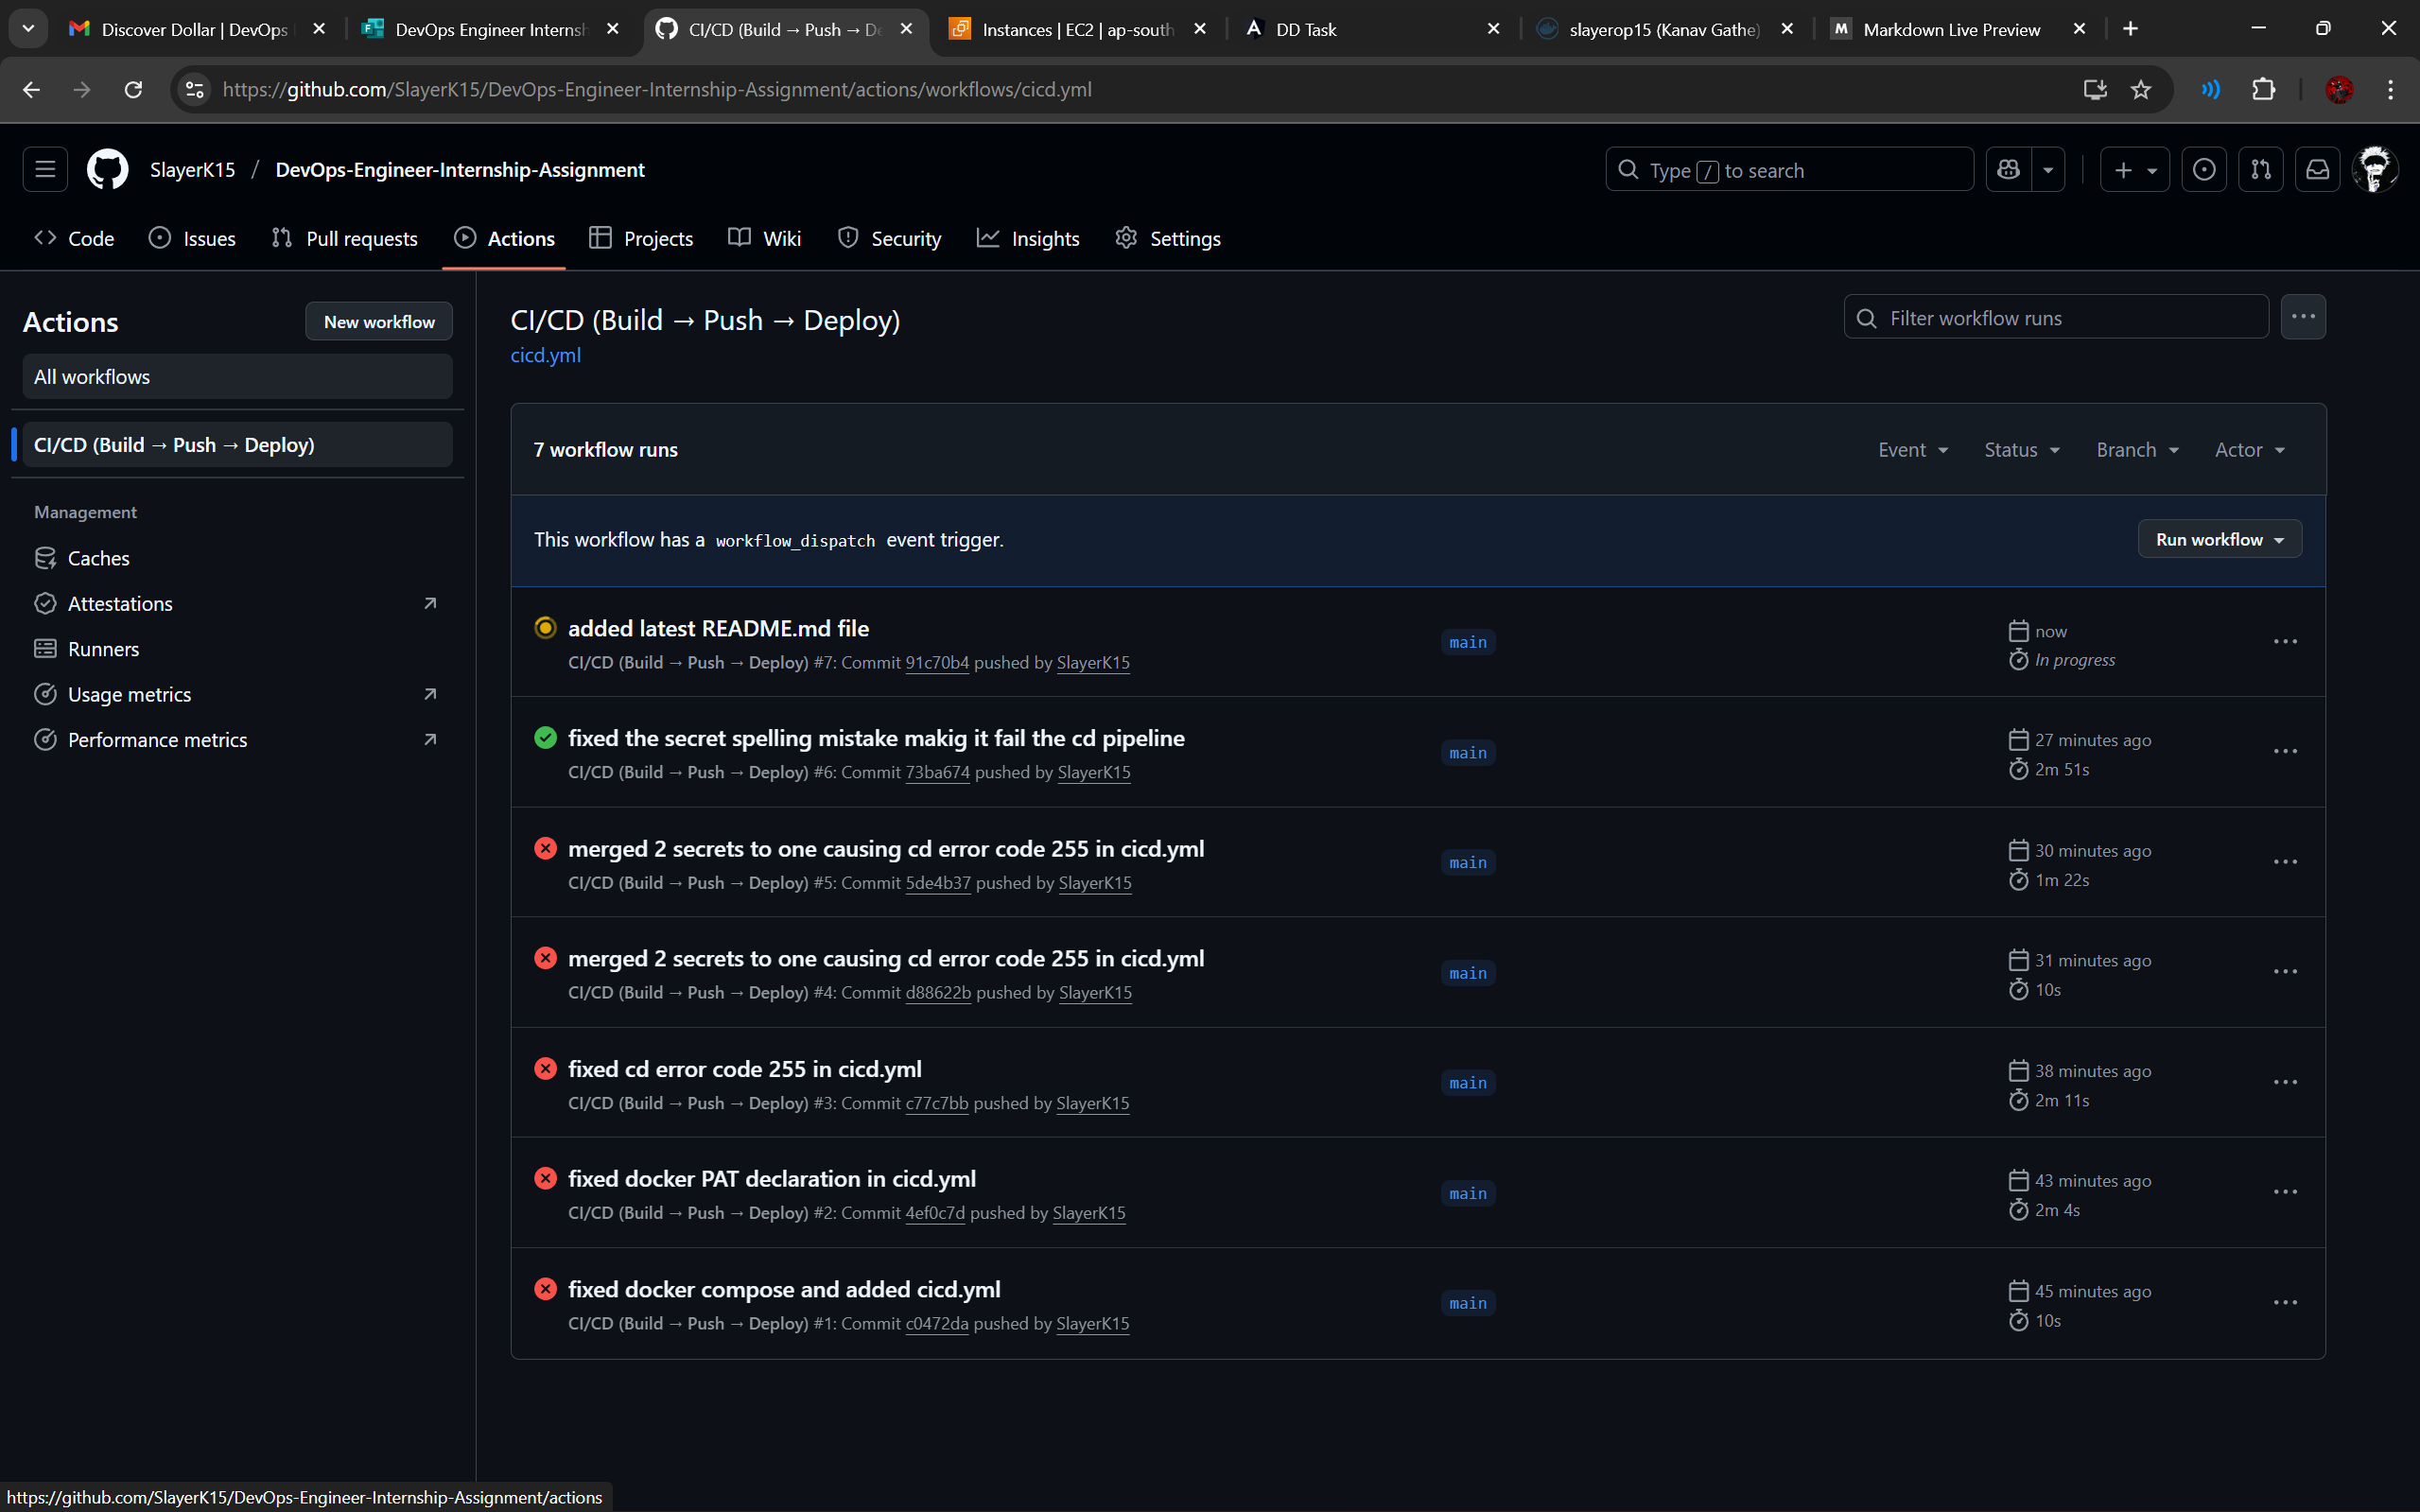 Discover Dollar | DevOps
DevOps Engineer Internsh
CI/CD (Build → Push → De
Instances | EC2 | ap-south
DD Task
slayerop15 (Kanav Gathe)
M Markdown Live Preview
https://github.com/SlayerK15/DevOps-Engineer-Internship-Assignment/actions/workflows/cicd.yml
SlayerK15 / DevOps-Engineer-Internship-Assignment
Type / to search
Code
Issues
Pull requests
Actions
Projects
Wiki
Security
Insights
Settings
Actions
New workflow
All workflows
CI/CD (Build → Push → Deploy)
Management
Caches
Attestations
Runners
Usage metrics
Performance metrics
CI/CD (Build → Push → Deploy)
cicd.yml
Filter workflow runs
7 workflow runs
Event
Status
Branch
Actor
This workflow has a workflow_dispatch event trigger.
Run workflow
added latest README.md file
CI/CD (Build → Push → Deploy) #7: Commit 91c70b4 pushed by SlayerK15
main
now
In progress
fixed the secret spelling mistake makig it fail the cd pipeline
CI/CD (Build → Push → Deploy) #6: Commit 73ba674 pushed by SlayerK15
main
27 minutes ago
2m 51s
merged 2 secrets to one causing cd error code 255 in cicd.yml
CI/CD (Build → Push → Deploy) #5: Commit 5de4b37 pushed by SlayerK15
main
30 minutes ago
1m 22s
merged 2 secrets to one causing cd error code 255 in cicd.yml
CI/CD (Build → Push → Deploy) #4: Commit d88622b pushed by SlayerK15
main
31 minutes ago
10s
fixed cd error code 255 in cicd.yml
CI/CD (Build → Push → Deploy) #3: Commit c77c7bb pushed by SlayerK15
main
38 minutes ago
2m 11s
fixed docker PAT declaration in cicd.yml
CI/CD (Build → Push → Deploy) #2: Commit 4ef0c7d pushed by SlayerK15
main
43 minutes ago
2m 4s
fixed docker compose and added cicd.yml
CI/CD (Build → Push → Deploy) #1: Commit c0472da pushed by SlayerK15
main
45 minutes ago
10s
https://github.com/SlayerK15/DevOps-Engineer-Internship-Assignment/actions